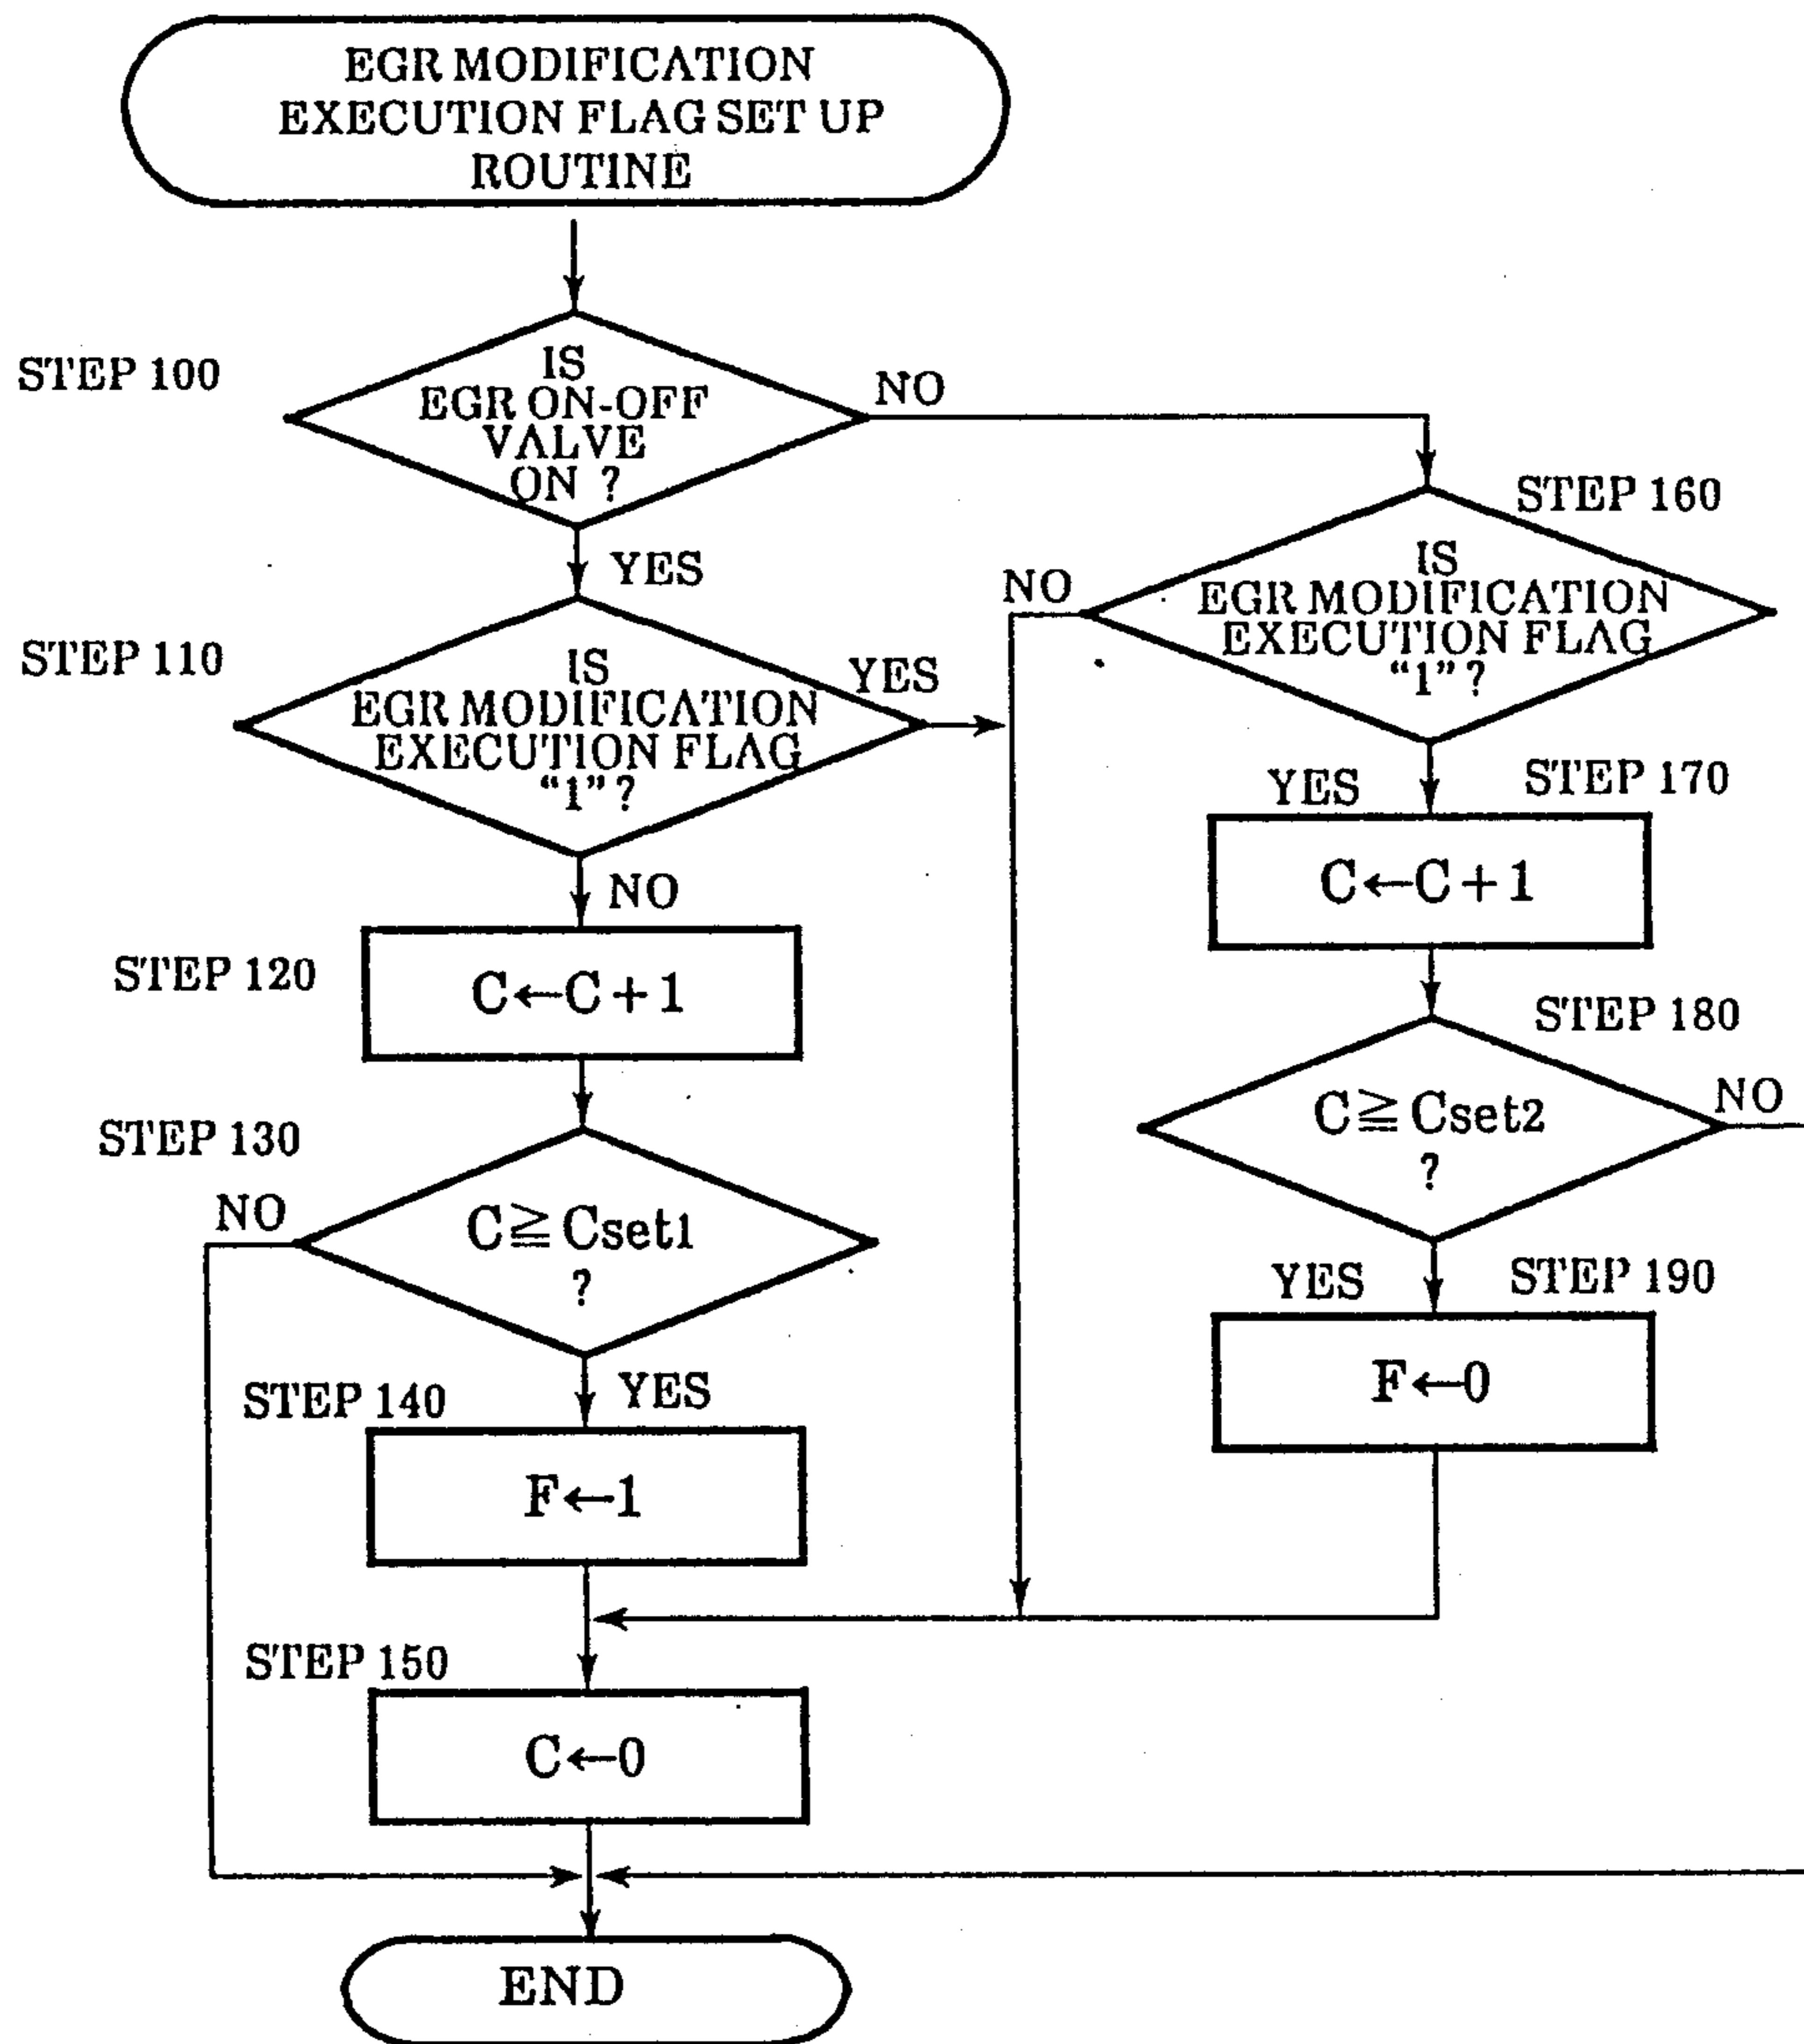 EGR MODIFICATION
EXECUTION FLAG SET UP
ROUTINE
STEP 100
IS
EGR ON-OFF
VALVE
ON ?
NO
YES
STEP 160
IS
EGR MODIFICATION
EXECUTION FLAG
“1”?
NO
STEP 110
IS
EGR MODIFICATION
EXECUTION FLAG
“1”?
YES
NO
YES
STEP 170
C←C+1
STEP 120
C←C+1
STEP 180
C≧Cset2
?
NO
STEP 130
C≧Cset1
?
NO
YES
YES
STEP 190
F←0
STEP 140
F←1
STEP 150
C←0
END